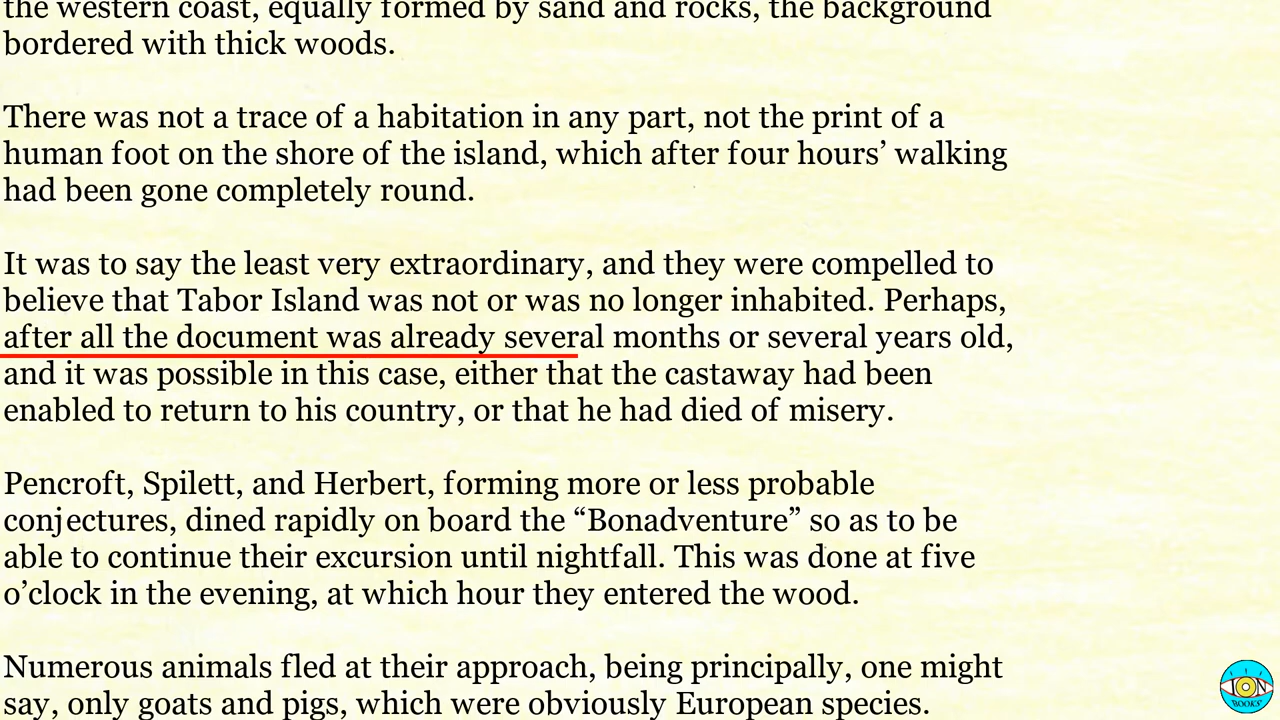 the western coast, equally formed by sand and rocks, the background
bordered with thick woods.
There was not a trace of a habitation in any part, not the print of a
human foot on the shore of the island, which after four hours’ walking
had been gone completely round.
It was to say the least very extraordinary, and they were compelled to
believe that Tabor Island was not or was no longer inhabited. Perhaps,
after all the document was already several months or several years old,
and it was possible in this case, either that the castaway had been
enabled to return to his country, or that he had died of misery.
Pencroft, Spilett, and Herbert, forming more or less probable
conjectures, dined rapidly on board the “Bonadventure” so as to be
able to continue their excursion until nightfall. This was done at five
o’clock in the evening, at which hour they entered the wood.
Numerous animals fled at their approach, being principally, one might
say, only goats and pigs, which were obviously European species.
ION
BOOKS